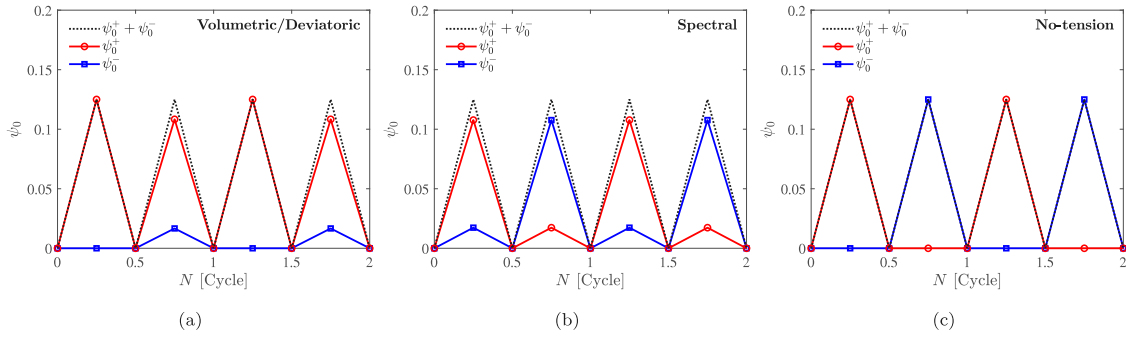 Volumetric/Deviatoric
ψ₀⁺ + ψ₀⁻
ψ₀⁺
ψ₀⁻
0.2
0.15
0.1
0.05
0
ψ₀
0 0.5 1 1.5 2
N [Cycle]
(a)
Spectral
ψ₀⁺ + ψ₀⁻
ψ₀⁺
ψ₀⁻
0.2
0.15
0.1
0.05
0
ψ₀
0 0.5 1 1.5 2
N [Cycle]
(b)
No-tension
ψ₀⁺ + ψ₀⁻
ψ₀⁺
ψ₀⁻
0.2
0.15
0.1
0.05
0
ψ₀
0 0.5 1 1.5 2
N [Cycle]
(c)